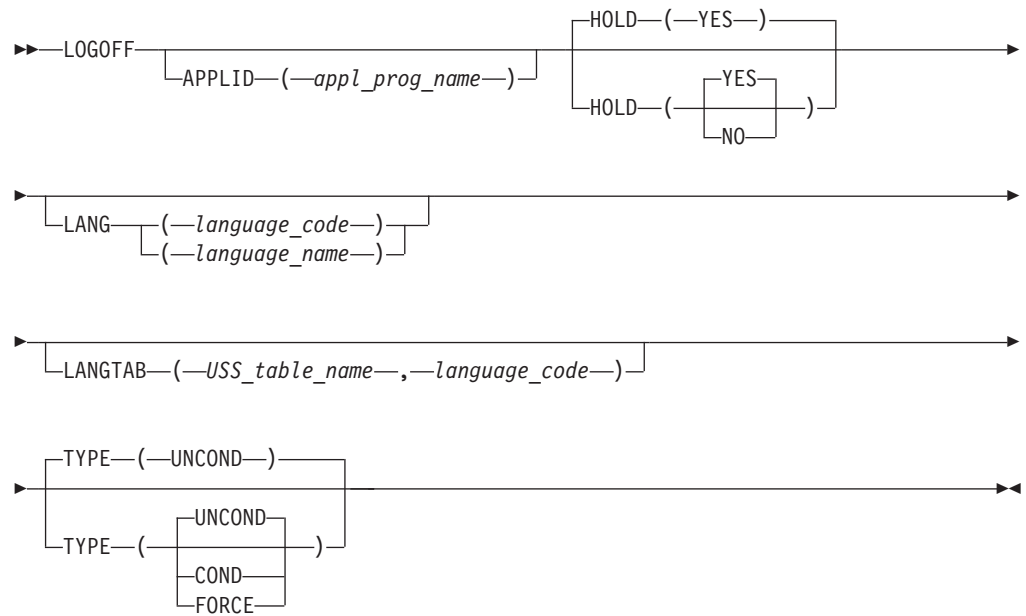 HOLD ( YES )
LOGOFF
APPLID ( appl_prog_name )
YES
HOLD ( )
NO
LANG ( language_code )
( language_name )
LANGTAB ( USS_table_name , language_code )
TYPE ( UNCOND )
UNCOND
TYPE ( )
COND
FORCE